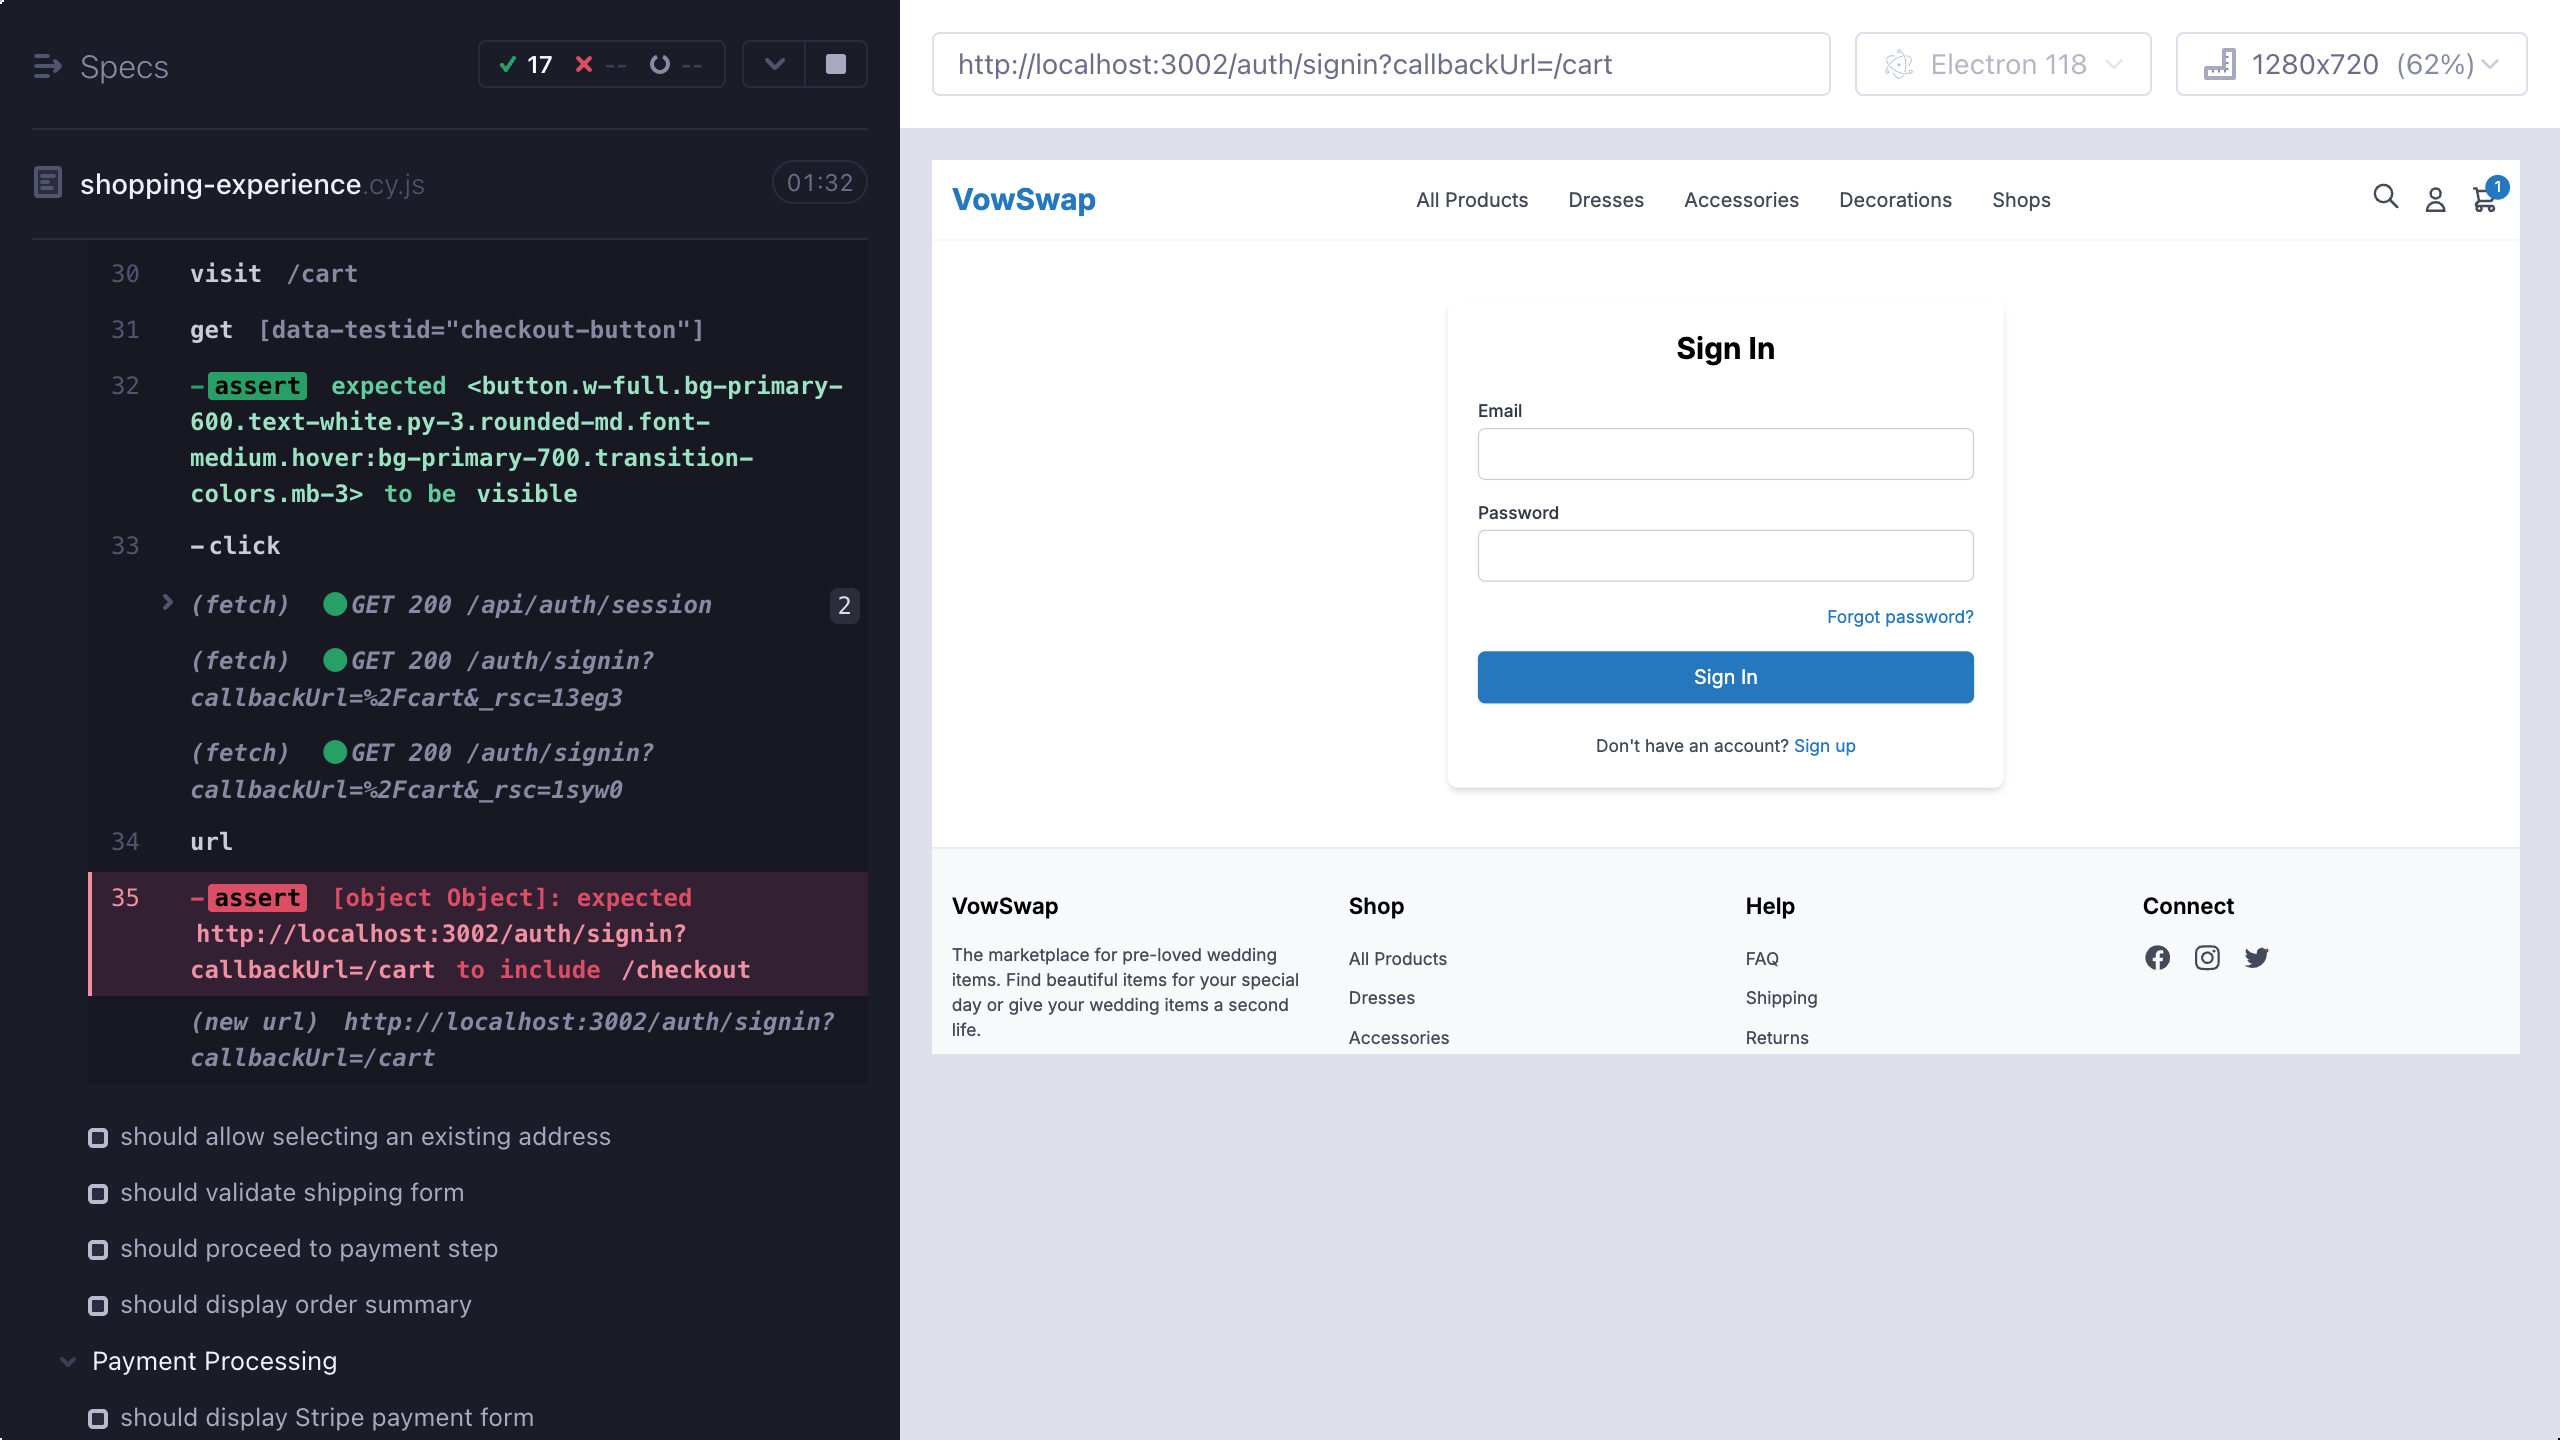 Specs
17 -- --
shopping-experience.cy.js
01:32
30 visit /cart
31 get [data-testid="checkout-button"]
32 -assert expected <button.w-full.bg-primary-
600.text-white.py-3.rounded-md.font-
medium.hover:bg-primary-700.transition-
colors.mb-3> to be visible
33 -click
(fetch) GET 200 /api/auth/session 2
(fetch) GET 200 /auth/signin?
callbackUrl=%2Fcart&_rsc=13eg3
(fetch) GET 200 /auth/signin?
callbackUrl=%2Fcart&_rsc=1syw0
34 url
35 -assert [object Object]: expected
http://localhost:3002/auth/signin?
callbackUrl=/cart to include /checkout
(new url) http://localhost:3002/auth/signin?
callbackUrl=/cart
should allow selecting an existing address
should validate shipping form
should proceed to payment step
should display order summary
Payment Processing
should display Stripe payment form
http://localhost:3002/auth/signin?callbackUrl=/cart
Electron 118
1280x720 (62%)
VowSwap
All Products
Dresses
Accessories
Decorations
Shops
1
Sign In
Email
Password
Forgot password?
Sign In
Don't have an account? Sign up
VowSwap
The marketplace for pre-loved wedding
items. Find beautiful items for your special
day or give your wedding items a second
life.
Shop
All Products
Dresses
Accessories
Help
FAQ
Shipping
Returns
Connect